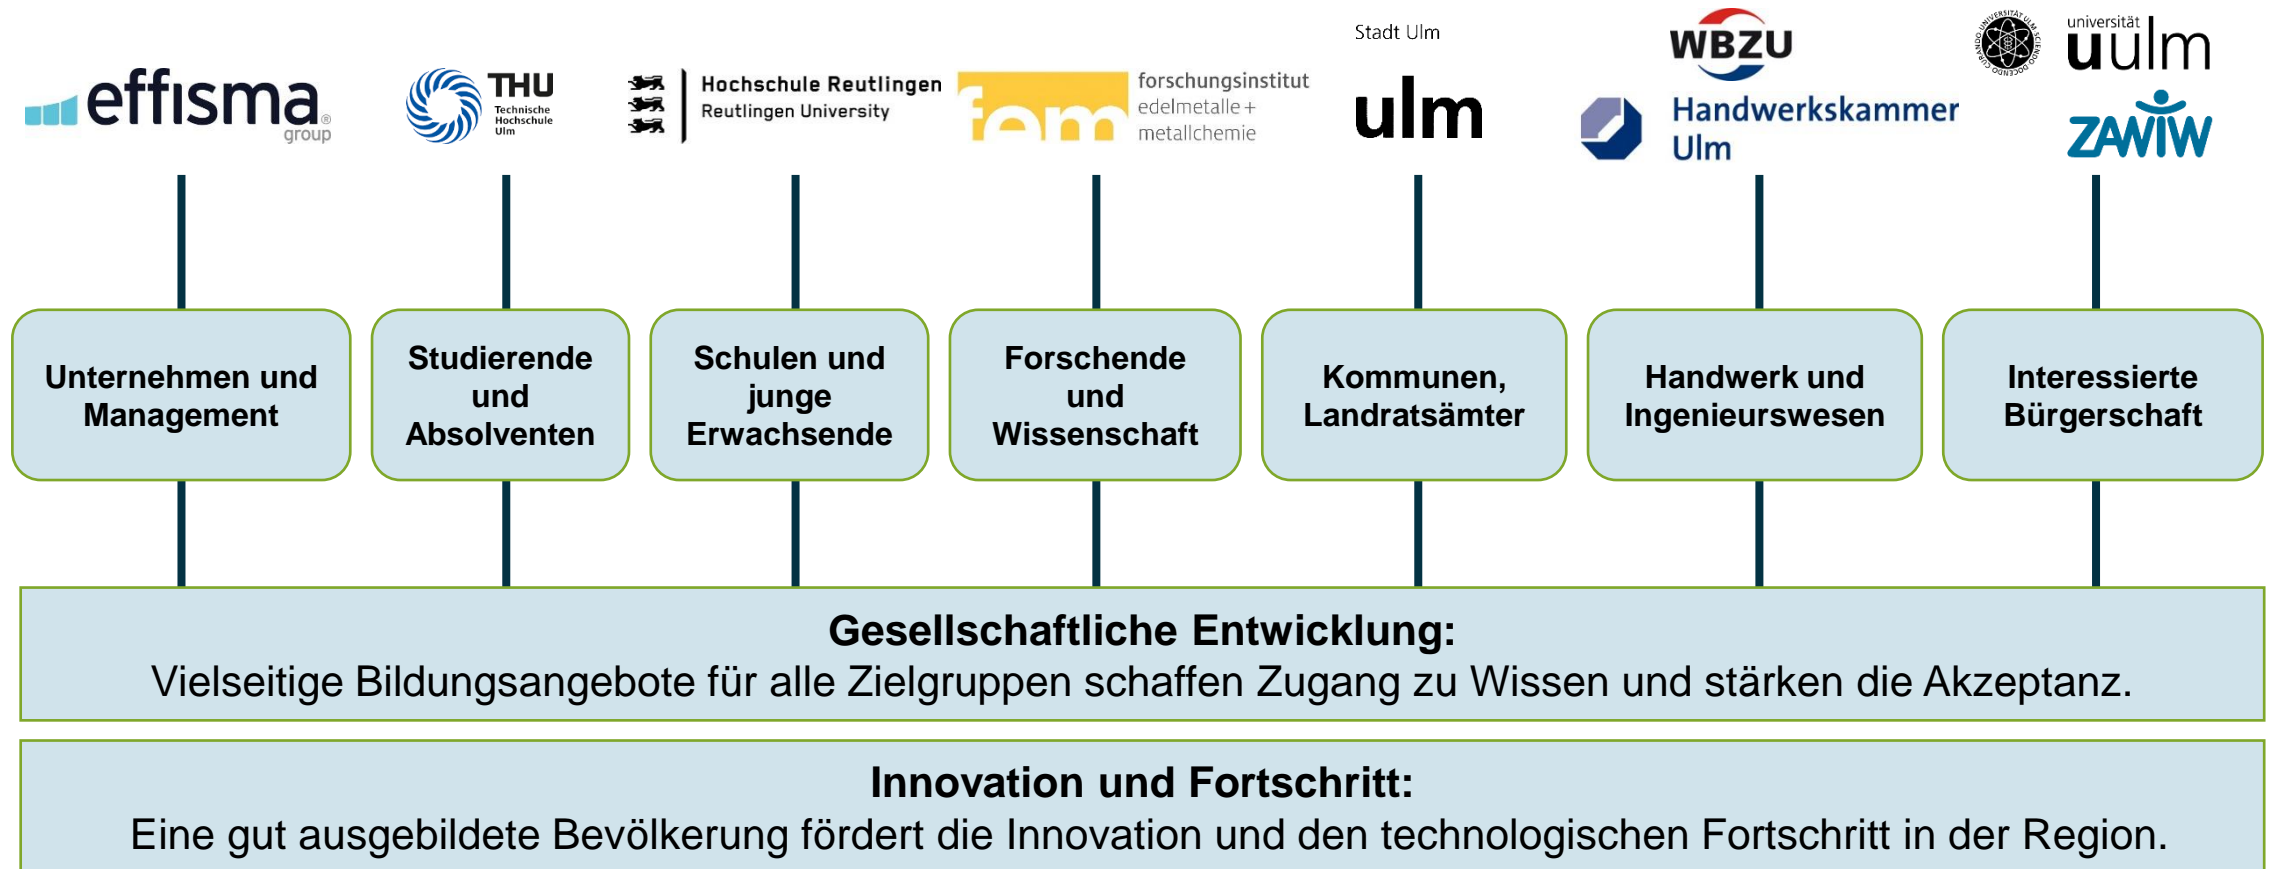 effisma®
group
THU
Technische
Hochschule
Ulm
Hochschule Reutlingen
Reutlingen University
fem
forschungsinstitut
edelmetalle +
metallchemie
Stadt Ulm
ulm
WBZU
Handwerkskammer
Ulm
universität
uulm
ZAWiW
Unternehmen und
Management
Studierende
und
Absolventen
Schulen und
junge
Erwachsende
Forschende
und
Wissenschaft
Kommunen,
Landratsämter
Handwerk und
Ingenieurswesen
Interessierte
Bürgerschaft
Gesellschaftliche Entwicklung:
Vielseitige Bildungsangebote für alle Zielgruppen schaffen Zugang zu Wissen und stärken die Akzeptanz.
Innovation und Fortschritt:
Eine gut ausgebildete Bevölkerung fördert die Innovation und den technologischen Fortschritt in der Region.